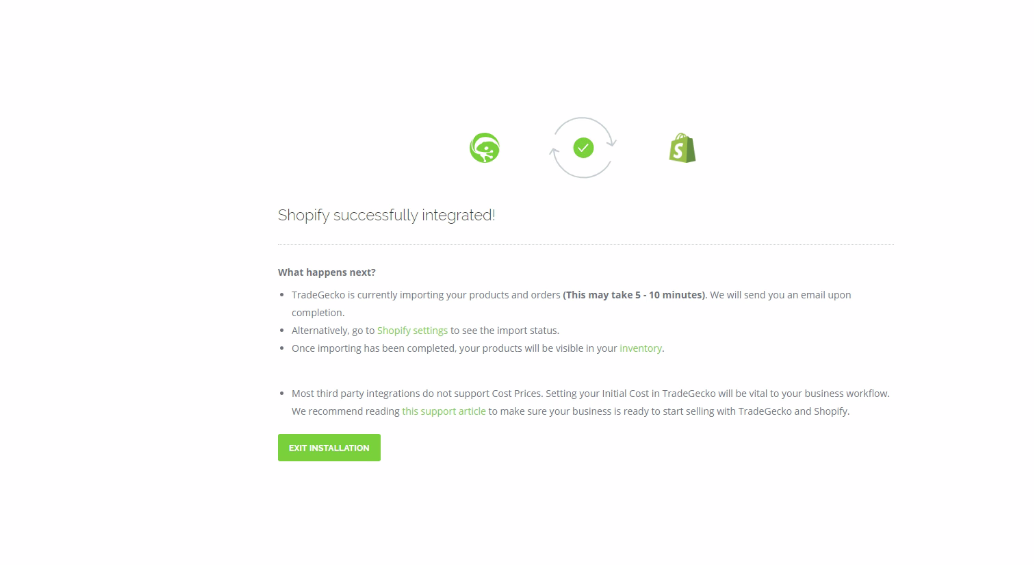 S
Shopify successfully integrated!
What happens next?
TradeGecko is currently importing your products and orders (This may take 5 - 10 minutes). We will send you an email upon
completion.
Alternatively, go to Shopify settings to see the import status.
Once importing has been completed, your products will be visible in your inventory.
Most third party integrations do not support Cost Prices. Setting your Initial Cost in TradeGecko will be vital to your business workflow.
We recommend reading this support article to make sure your business is ready to start selling with TradeGecko and Shopify.
EXIT INSTALLATION